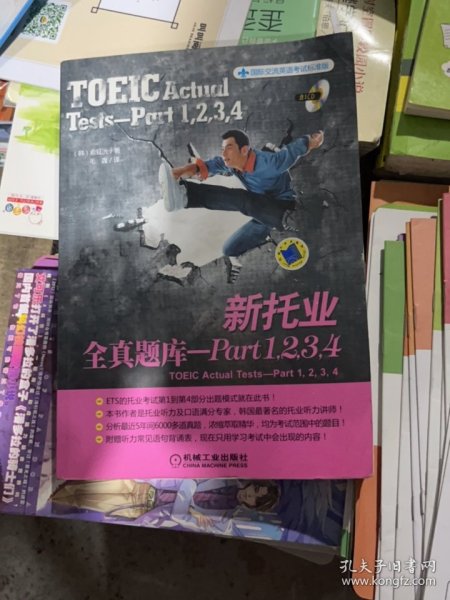 国际交流英语考试标准版
TOEIC Actual
Tests—Part 1,2,3,4
附1CD
新托业
全真题库—Part 1,2,3,4
TOEIC Actual Tests—Part 1, 2, 3, 4
ETS的托业考试第1到第4部分出题模式就在此书！
本书作者是托业听力及口语满分专家，韩国最著名的托业听力讲师！
分析最近5年间6000多道真题，浓缩萃取精华，均为考试范围中的题目！
附赠听力常见语句背诵表，现在只用学习考试中会出现的内容！
机械工业出版社
CHINA MACHINE PRESS
孔夫子旧书网
www.kongfz.com